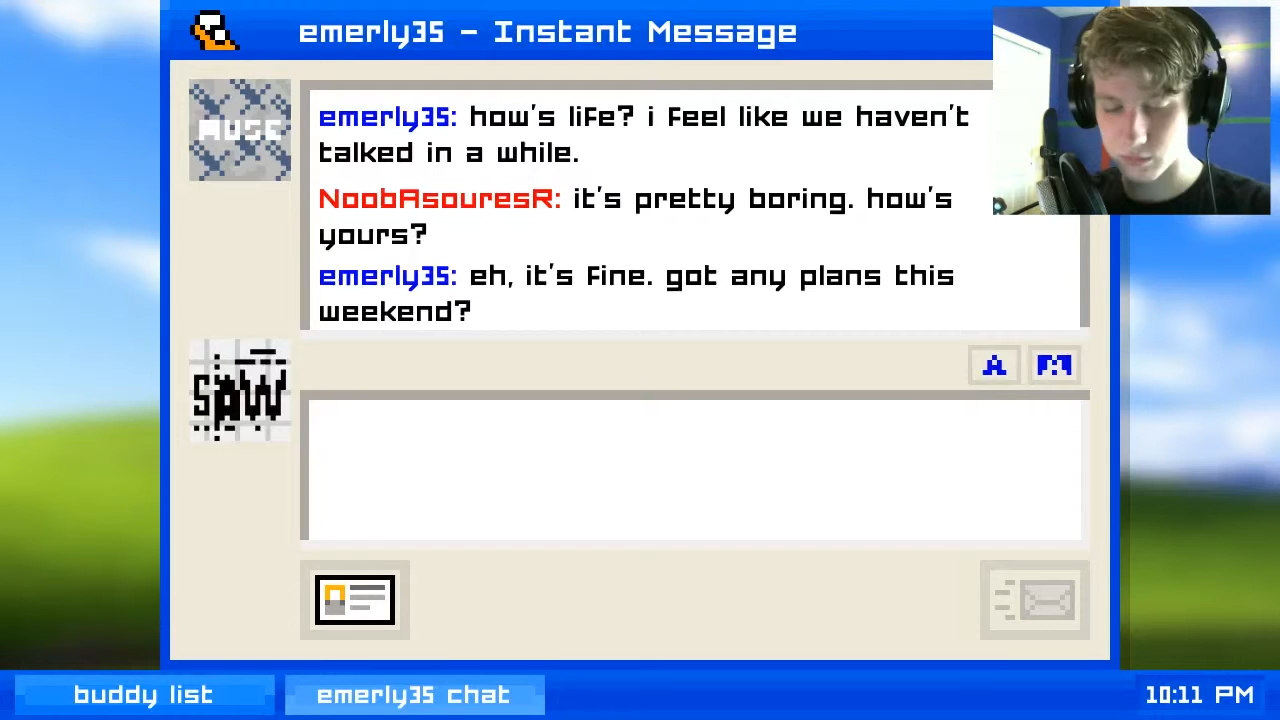 emerly35 - Instant Message
MUSE
emerly35: how's life? i feel like we haven't
talked in a while.
NoobAsouresR: it's pretty boring. how's
yours?
emerly35: eh, it's fine. got any plans this
weekend?
SAW
A
buddy list
emerly35 chat
10:11 PM